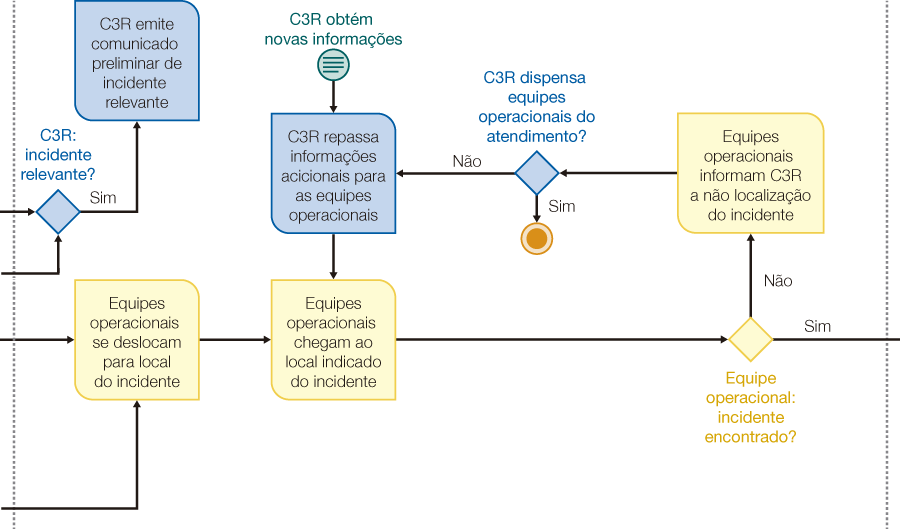 C3R emite
comunicado
preliminar de
incidente
relevante
C3R obtém
novas informações
C3R:
incidente
relevante?
Sim
C3R repassa
informações
acicionais para
as equipes
operacionais
Não
C3R dispensa
equipes
operacionais do
atendimento?
Sim
Equipes
operacionais
informam C3R
a não localização
do incidente
Equipes
operacionais
se deslocam
para local
do incidente
Equipes
operacionais
chegam ao
local indicado
do incidente
Não
Sim
Equipe
operacional:
incidente
encontrado?